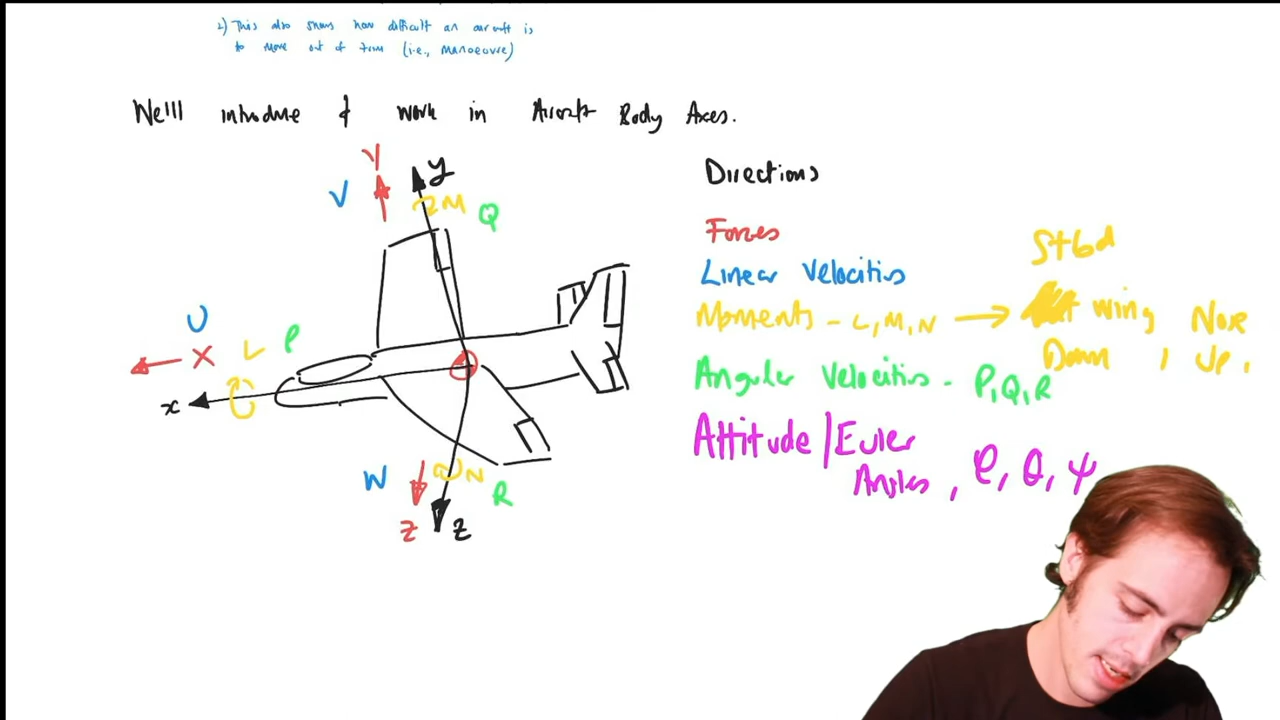 2) This also shows how difficult an aircraft is
to move out of trim (i.e., manoeuvre)
We'll introduce & work in Aircraft Body Axes.
Y
y
V
M
Q
U
X
L
P
x
W
N
R
Z
z
Directions
Forces
Linear Velocities
Moments - L, M, N → Stbd wing Down, Nose Up,
Angular Velocities - P, Q, R
Attitude/Euler
Angles, φ, θ, ψ